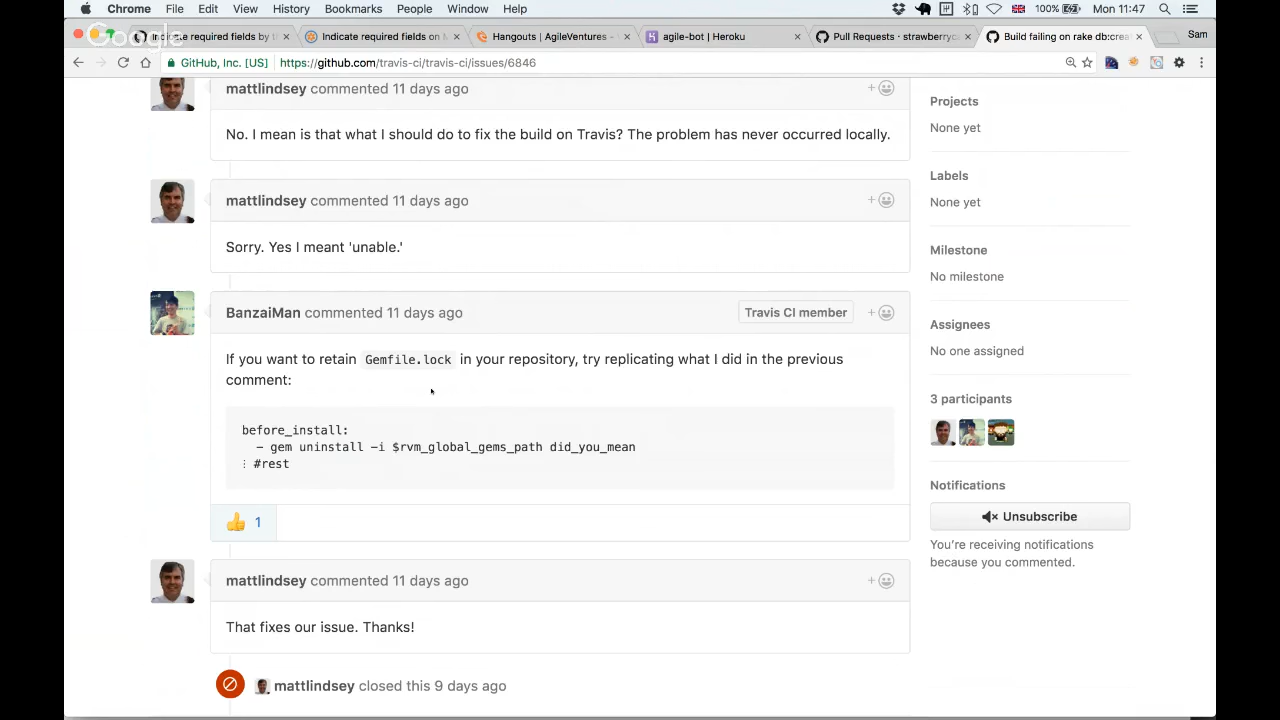 Chrome File Edit View History Bookmarks People Window Help 100% Mon 11:47
Google
Indicate required fields by t × Indicate required fields on M × Hangouts | AgileVentures × agile-bot | Heroku × Pull Requests · strawberryca × Build failing on rake db:creat × Sam
GitHub, Inc. [US] https://github.com/travis-ci/travis-ci/issues/6846
mattlindsey commented 11 days ago
No. I mean is that what I should do to fix the build on Travis? The problem has never occurred locally.
mattlindsey commented 11 days ago
Sorry. Yes I meant 'unable.'
BanzaiMan commented 11 days ago Travis CI member
If you want to retain Gemfile.lock in your repository, try replicating what I did in the previous
comment:
before_install:
- gem uninstall -i $rvm_global_gems_path did_you_mean
⋮ #rest
👍 1
mattlindsey commented 11 days ago
That fixes our issue. Thanks!
mattlindsey closed this 9 days ago
Projects
None yet
Labels
None yet
Milestone
No milestone
Assignees
No one assigned
3 participants
Notifications
Unsubscribe
You're receiving notifications
because you commented.